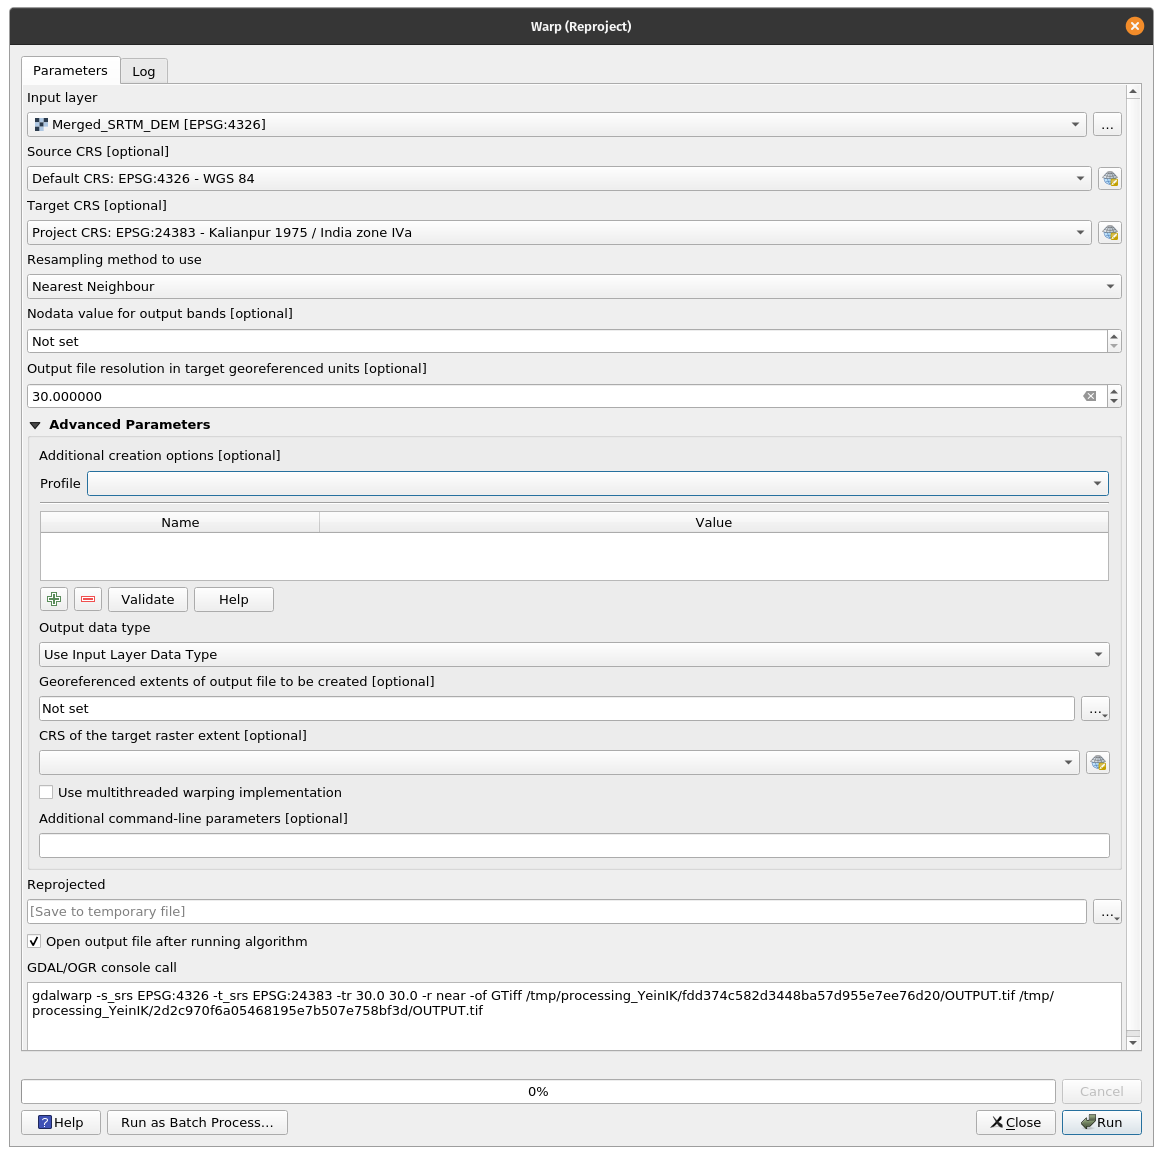 Warp (Reproject)
Parameters
Log
Input layer
Merged_SRTM_DEM [EPSG:4326]
...
Source CRS [optional]
Default CRS: EPSG:4326 - WGS 84
Target CRS [optional]
Project CRS: EPSG:24383 - Kalianpur 1975 / India zone IVa
Resampling method to use
Nearest Neighbour
Nodata value for output bands [optional]
Not set
Output file resolution in target georeferenced units [optional]
30.000000
Advanced Parameters
Additional creation options [optional]
Profile
Name Value
Validate Help
Output data type
Use Input Layer Data Type
Georeferenced extents of output file to be created [optional]
Not set
...
CRS of the target raster extent [optional]
Use multithreaded warping implementation
Additional command-line parameters [optional]
Reprojected
[Save to temporary file]
...
Open output file after running algorithm
GDAL/OGR console call
gdalwarp -s_srs EPSG:4326 -t_srs EPSG:24383 -tr 30.0 30.0 -r near -of GTiff /tmp/processing_YeinIK/fdd374c582d3448ba57d955e7ee76d20/OUTPUT.tif /tmp/
processing_YeinIK/2d2c970f6a05468195e7b507e758bf3d/OUTPUT.tif
0%
Cancel
Help
Run as Batch Process...
Close
Run